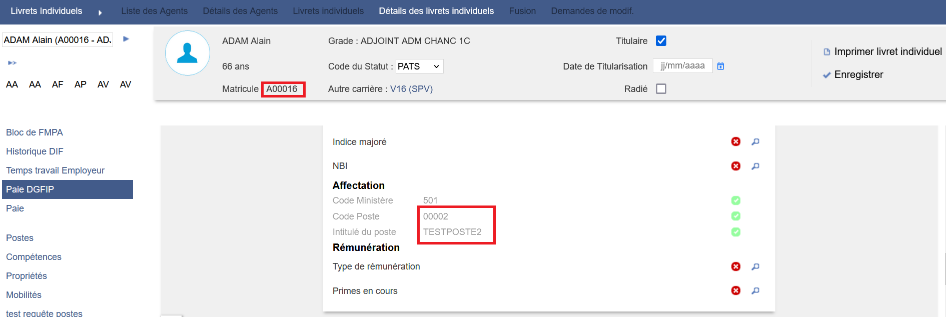 Livrets Individuels
Liste des Agents
Détails des Agents
Livrets individuels
Détails des livrets individuels
Fusion
Demandes de modif.
ADAM Alain (A00016 - AD.
AA AA AF AP AV AV
ADAM Alain
Grade : ADJOINT ADM CHANC 1C
Titulaire
66 ans
Code du Statut : PATS
Date de Titularisation jj/mm/aaaa
Matricule A00016
Autre carrière : V16 (SPV)
Radié
Imprimer livret individuel
Enregistrer
Bloc de FMPA
Historique DIF
Temps travail Employeur
Paie DGFIP
Paie
Postes
Compétences
Propriétés
Mobilités
test requête postes
Indice majoré
NBI
Affectation
Code Ministère 501
Code Poste 00002
Intitulé du poste TESTPOSTE2
Rémunération
Type de rémunération
Primes en cours